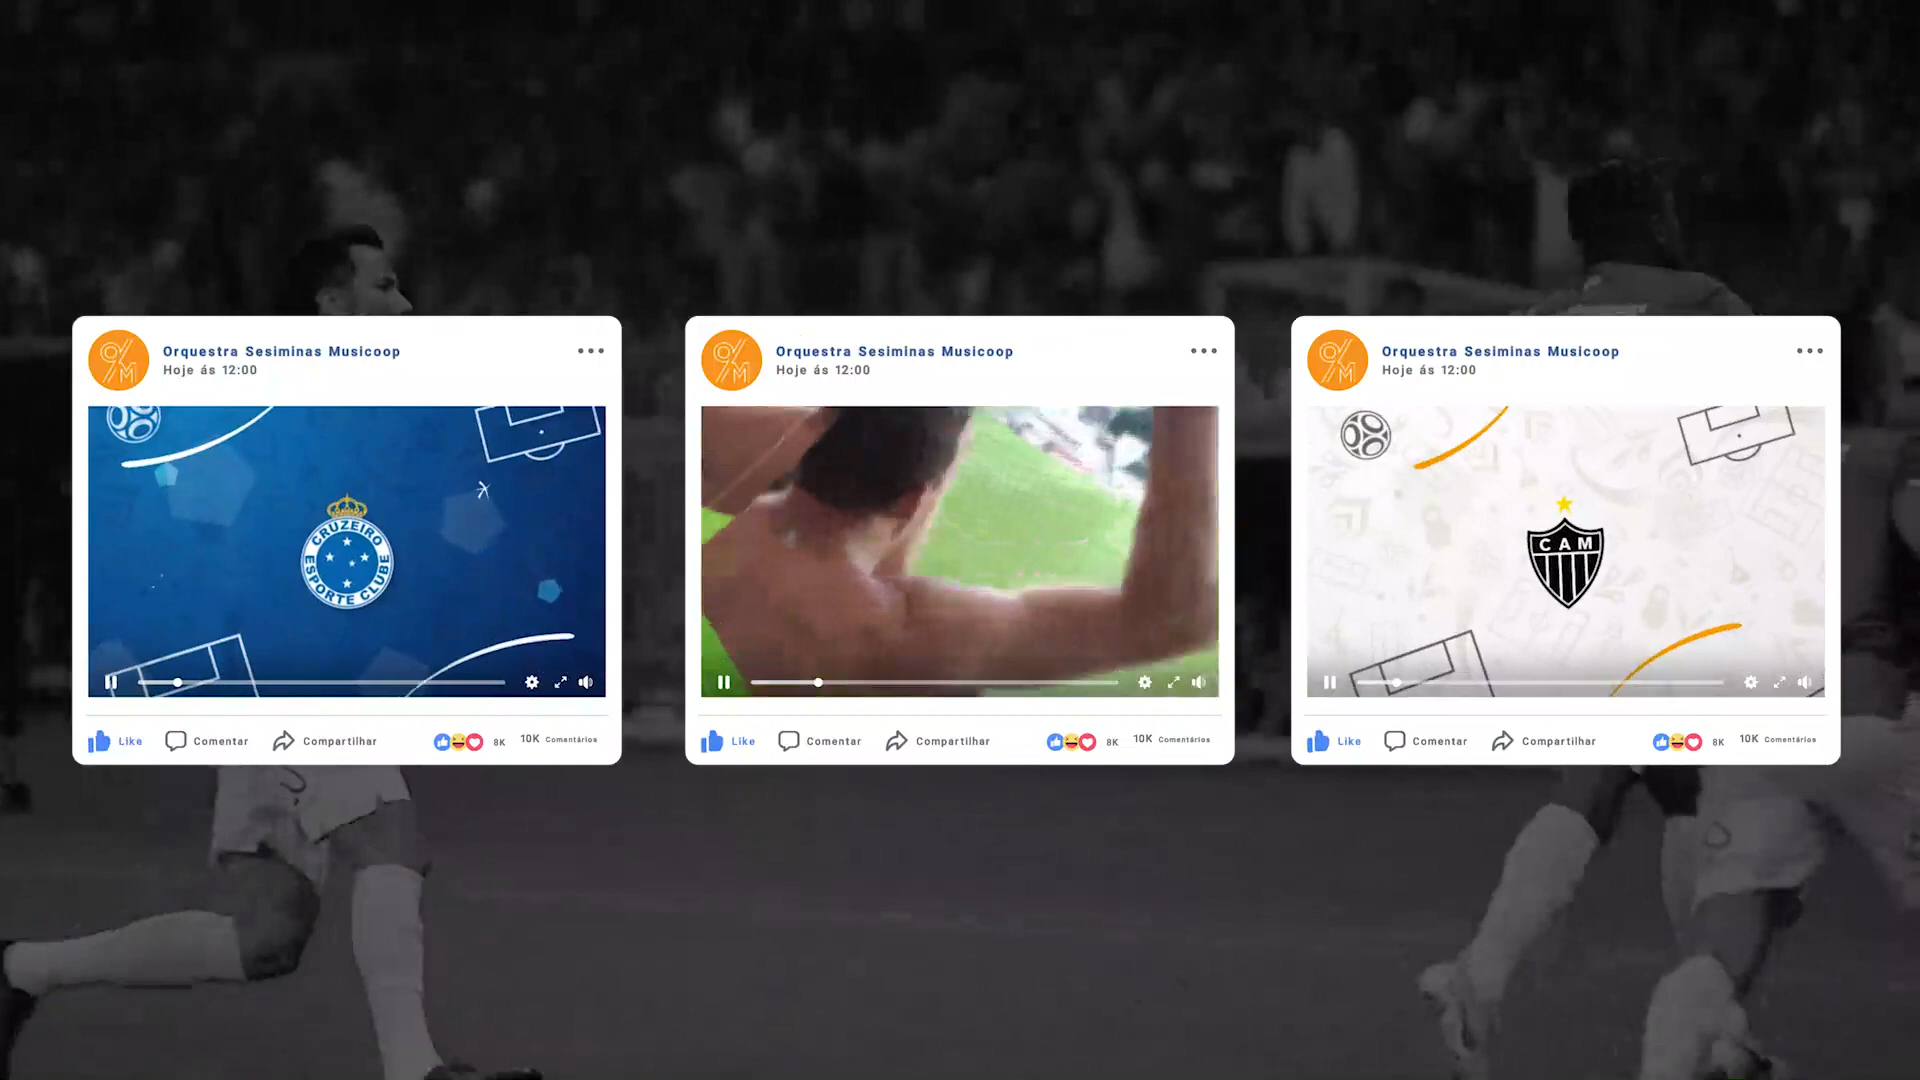 Orquestra Sesiminas Musicoop
Hoje ás 12:00
CRUZEIRO
ESPORTE CLUBE
Like
Comentar
Compartilhar
8K
10K Comentários
Orquestra Sesiminas Musicoop
Hoje ás 12:00
Like
Comentar
Compartilhar
8K
10K Comentários
Orquestra Sesiminas Musicoop
Hoje ás 12:00
CAM
Like
Comentar
Compartilhar
8K
10K Comentários